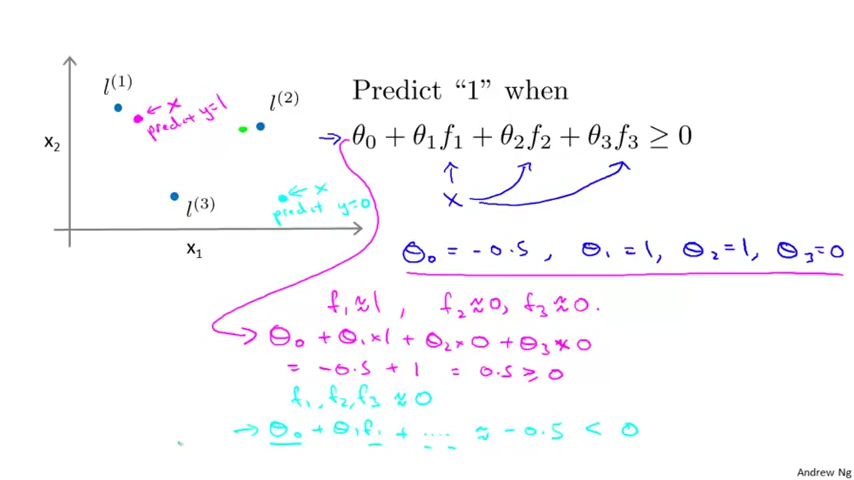 l⁽¹⁾
← x
predict y=1
l⁽²⁾
x₂
l⁽³⁾
← x
predict y=0
x₁
Predict “1” when
→ θ₀ + θ₁f₁ + θ₂f₂ + θ₃f₃ ≥ 0
x
θ₀ = -0.5, θ₁=1, θ₂=1, θ₃=0
f₁≈1, f₂≈0, f₃≈0.
→ θ₀ + θ₁×1 + θ₂×0 + θ₃×0
= -0.5 + 1 = 0.5 ≥ 0
f₁, f₂, f₃ ≈ 0
→ θ₀ + θ₁f₁ + .... ≈ -0.5 < 0
Andrew Ng